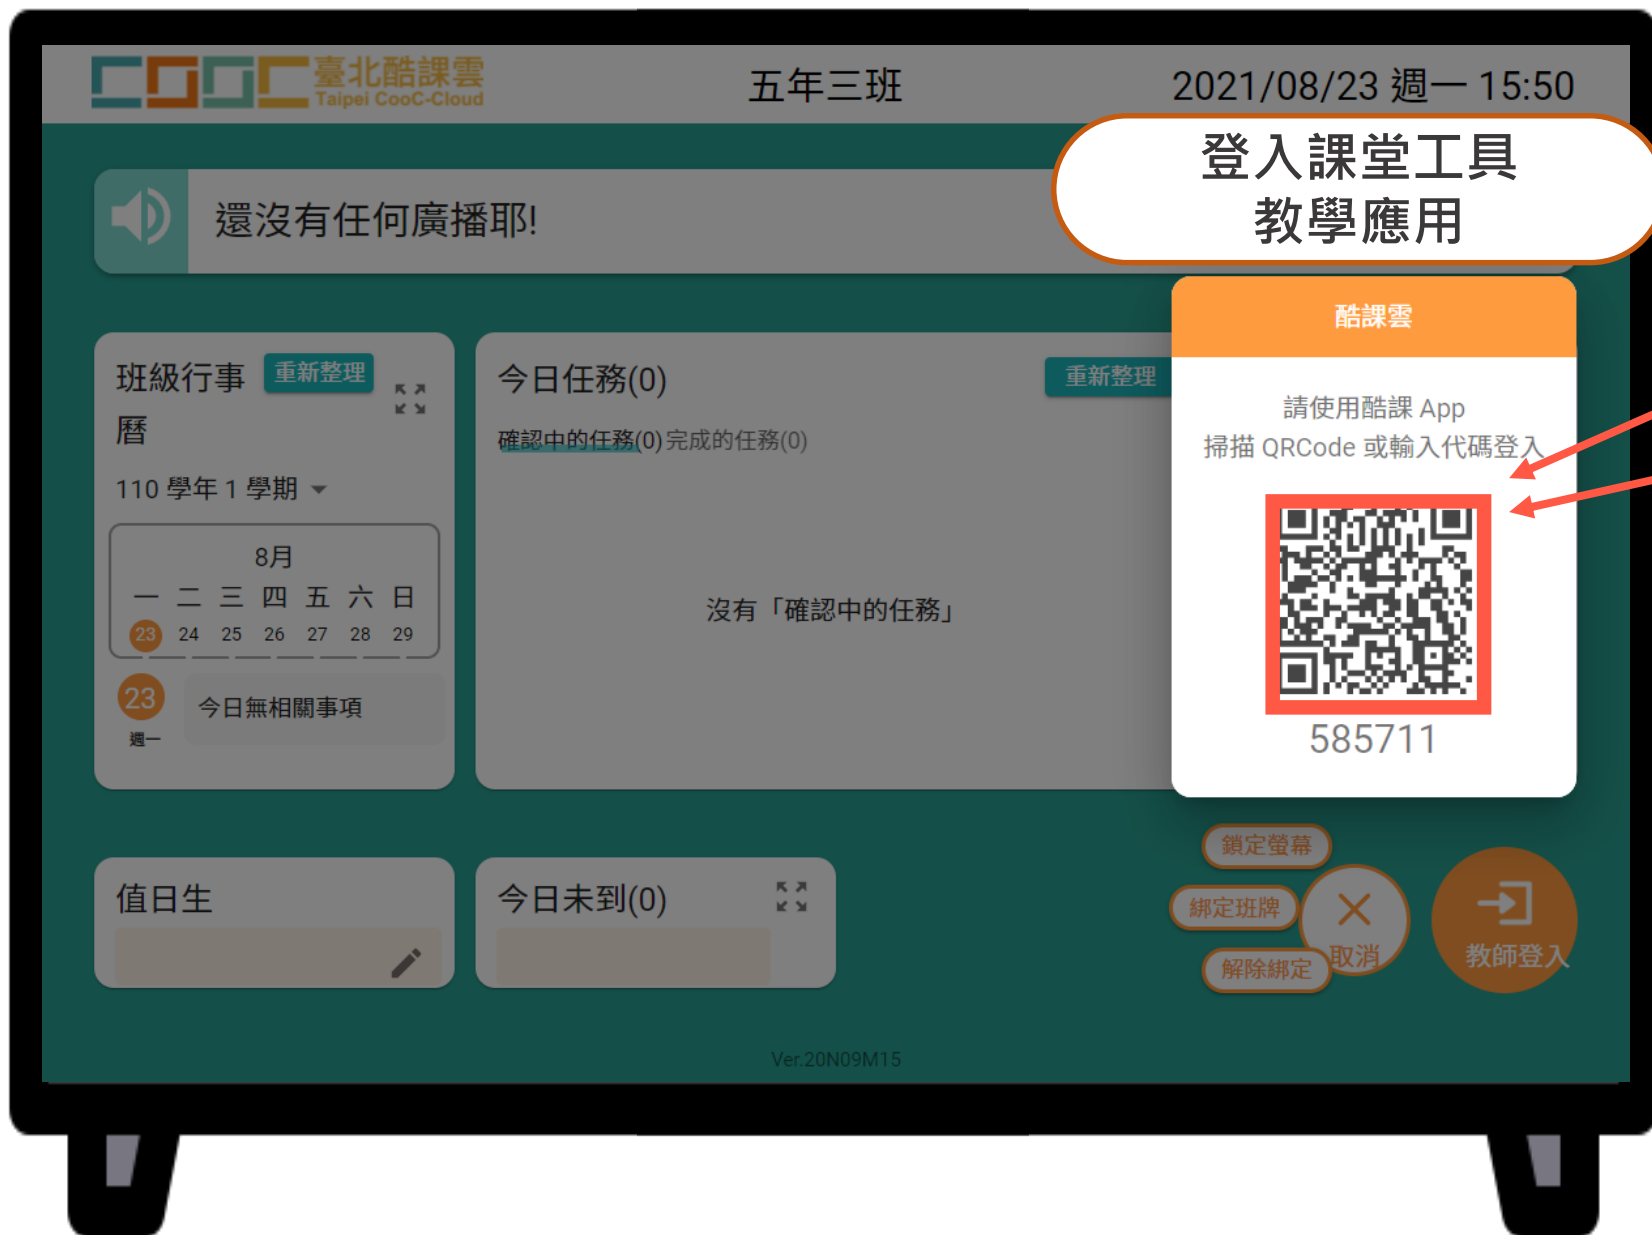 臺北酷課雲
Taipei CooC-Cloud
五年三班
2021/08/23 週一 15:50
登入課堂工具
教學應用
還沒有任何廣播耶!
酷課雲
請使用酷課 App
掃描 QRCode 或輸入代碼登入
585711
班級行事
曆
重新整理
110 學年 1 學期
8月
一 二 三 四 五 六 日
23 24 25 26 27 28 29
23
週一
今日無相關事項
今日任務(0)
重新整理
確認中的任務(0) 完成的任務(0)
沒有「確認中的任務」
值日生
今日未到(0)
鎖定螢幕
綁定班牌
解除綁定
取消
教師登入
Ver.20N09M15